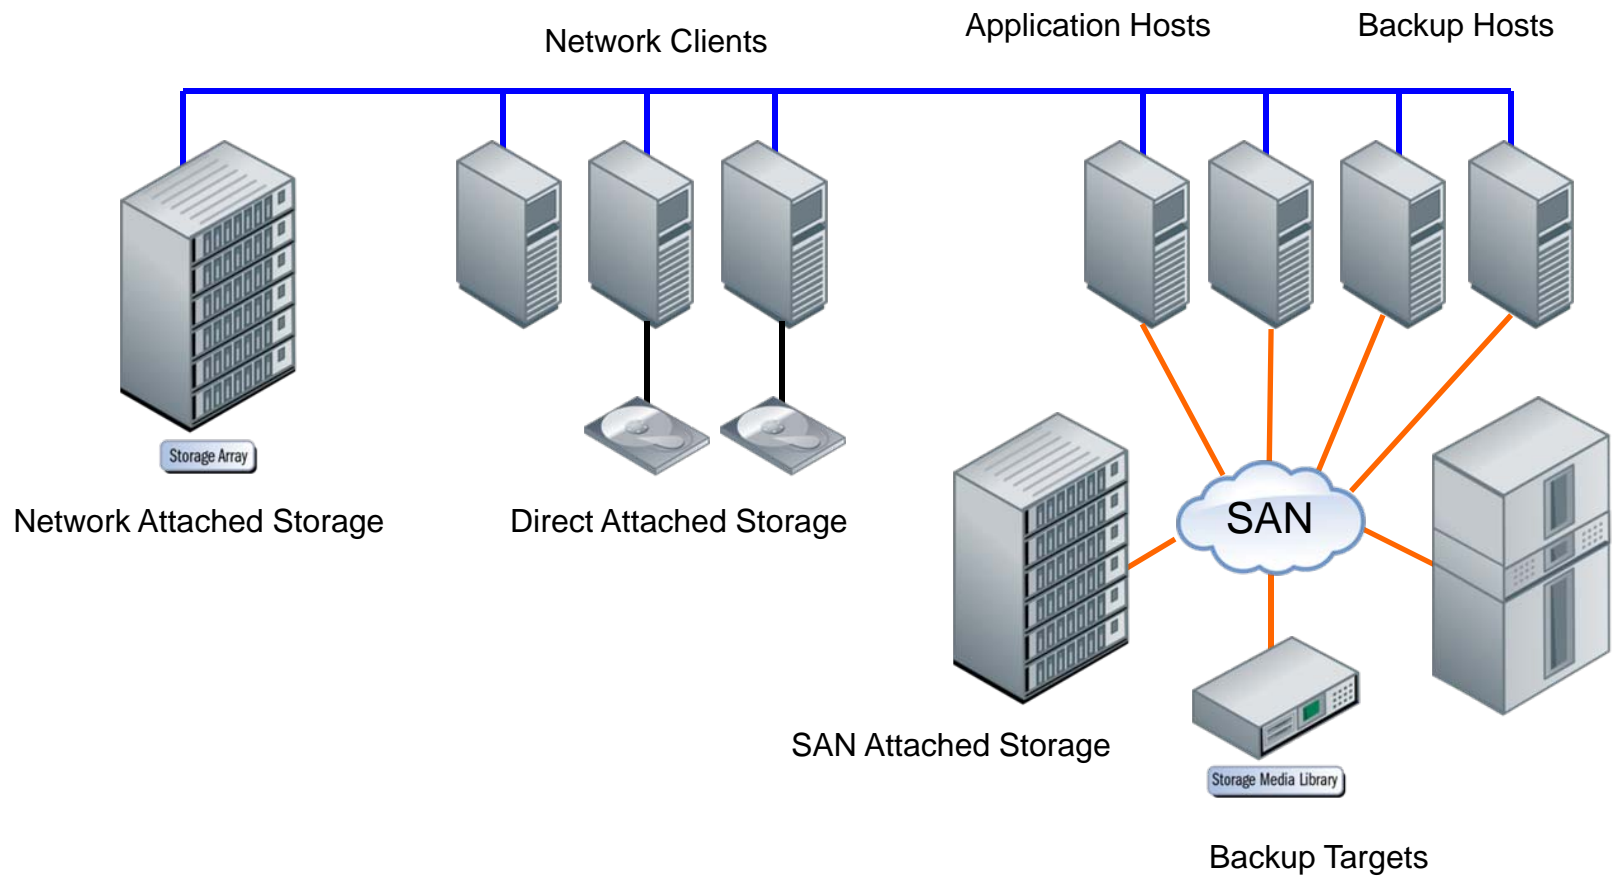 Network Clients
Application Hosts
Backup Hosts
Storage Array
Network Attached Storage
Direct Attached Storage
SAN
SAN Attached Storage
Storage Media Library
Backup Targets